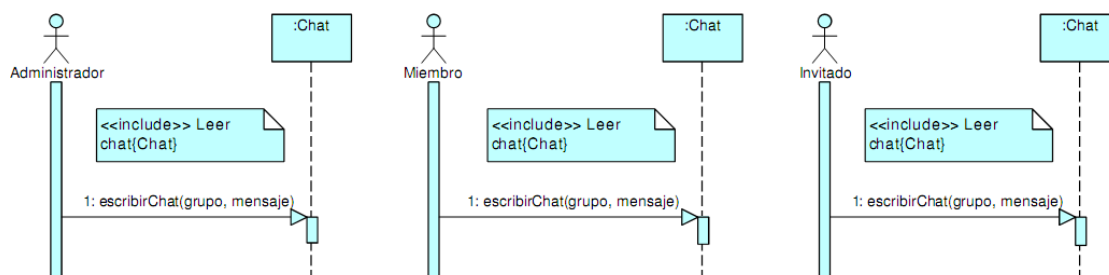 :Chat
Administrador
<<include>> Leer
chat{Chat}
1: escribirChat(grupo, mensaje)
:Chat
Miembro
<<include>> Leer
chat{Chat}
1: escribirChat(grupo, mensaje)
:Chat
Invitado
<<include>> Leer
chat{Chat}
1: escribirChat(grupo, mensaje)